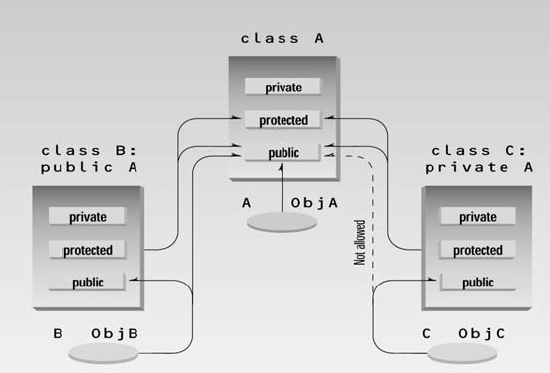 class A
private
protected
public
class B:
public A
class C:
private A
A ObjA
Not allowed
private
protected
public
private
protected
public
B ObjB
C ObjC